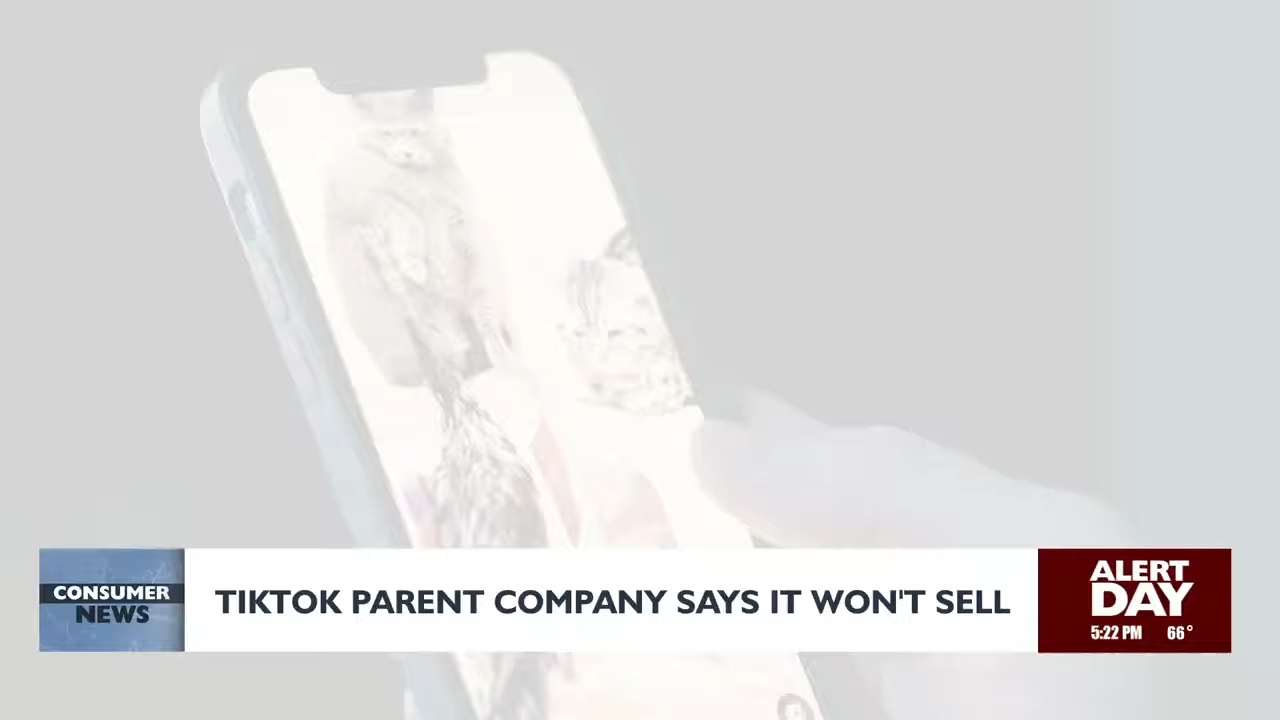 CONSUMER
NEWS
TIKTOK PARENT COMPANY SAYS IT WON'T SELL
ALERT
DAY
5:22 PM 66°